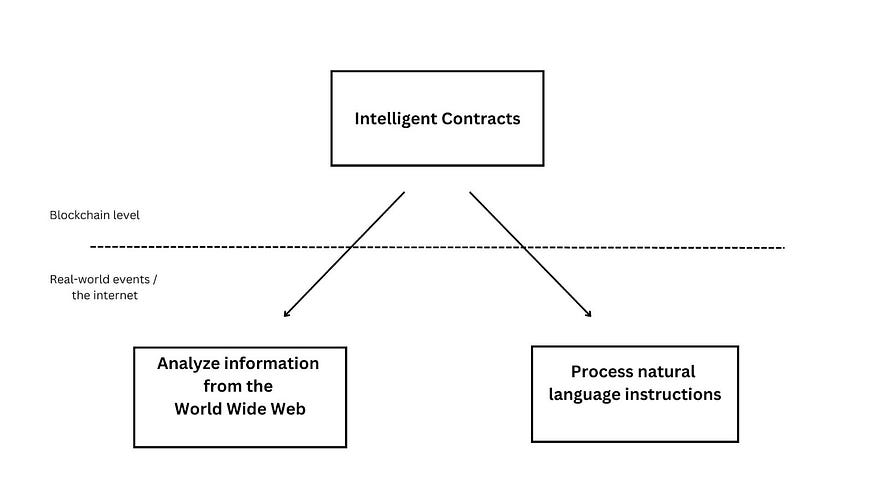 Intelligent Contracts
Blockchain level
Real-world events /
the internet
Analyze information
from the
World Wide Web
Process natural
language instructions